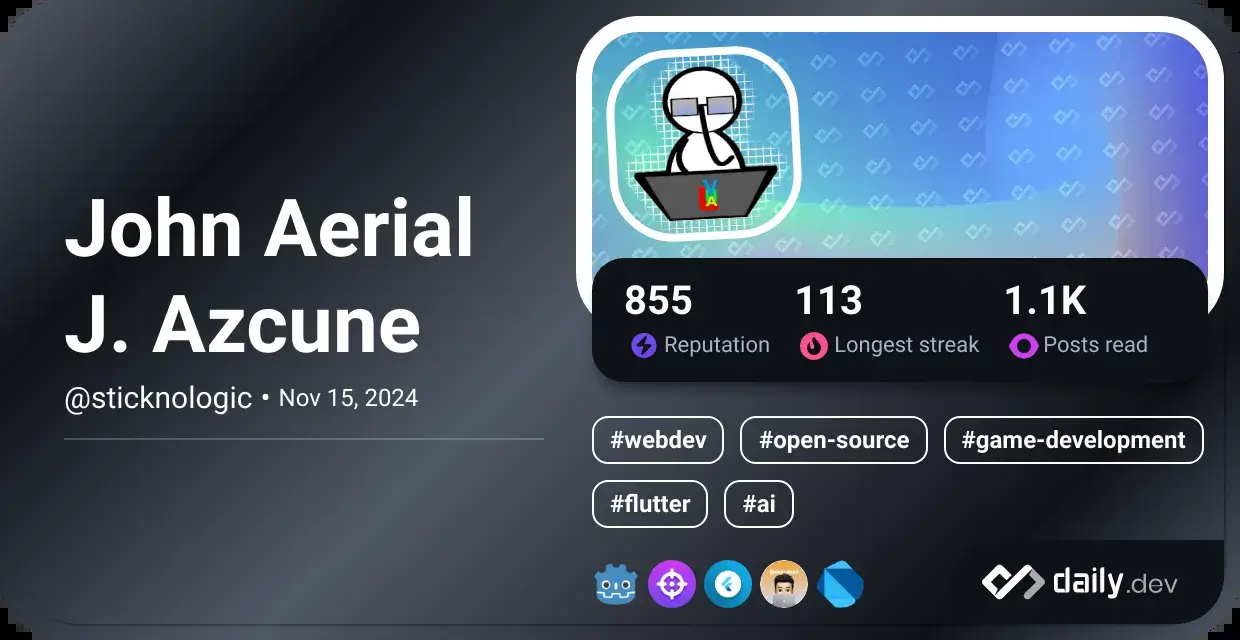 John Aerial
J. Azcune
@sticknologic • Nov 15, 2024
855
Reputation
113
Longest streak
1.1K
Posts read
#webdev
#open-source
#game-development
#flutter
#ai
daily.dev